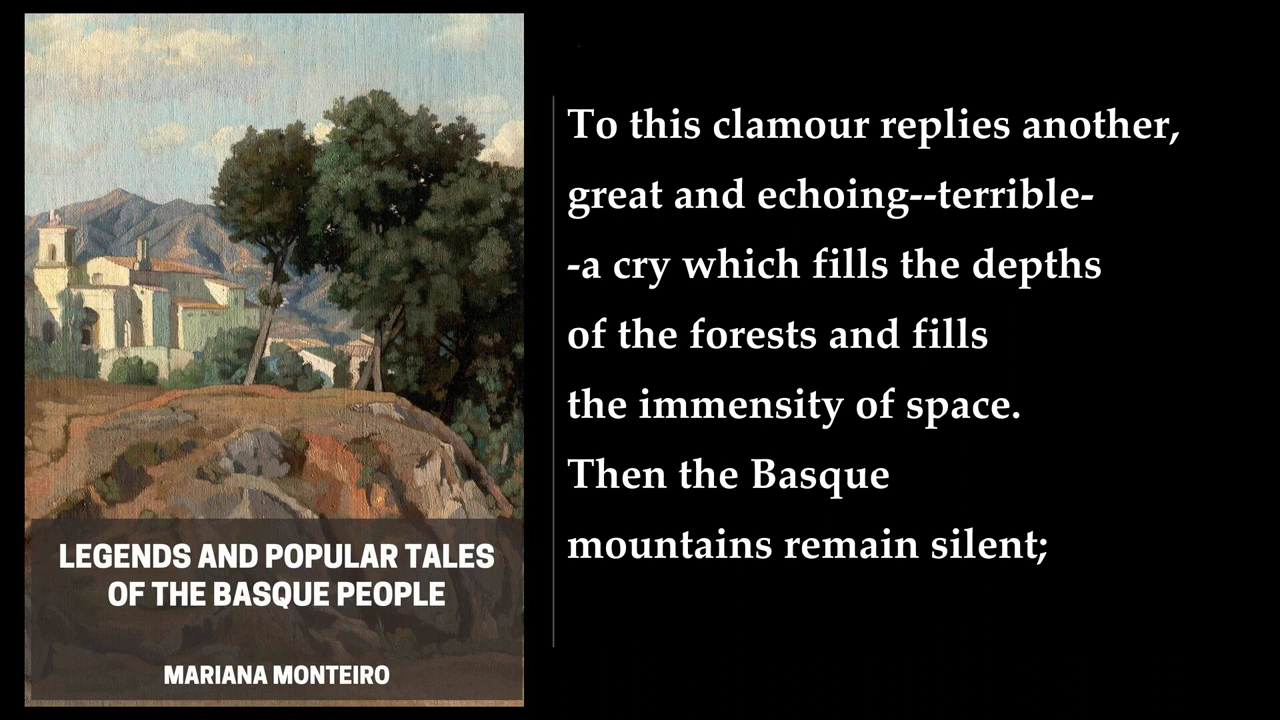 To this clamour replies another,
great and echoing--terrible-
-a cry which fills the depths
of the forests and fills
the immensity of space.
Then the Basque
mountains remain silent;
LEGENDS AND POPULAR TALES
OF THE BASQUE PEOPLE
MARIANA MONTEIRO